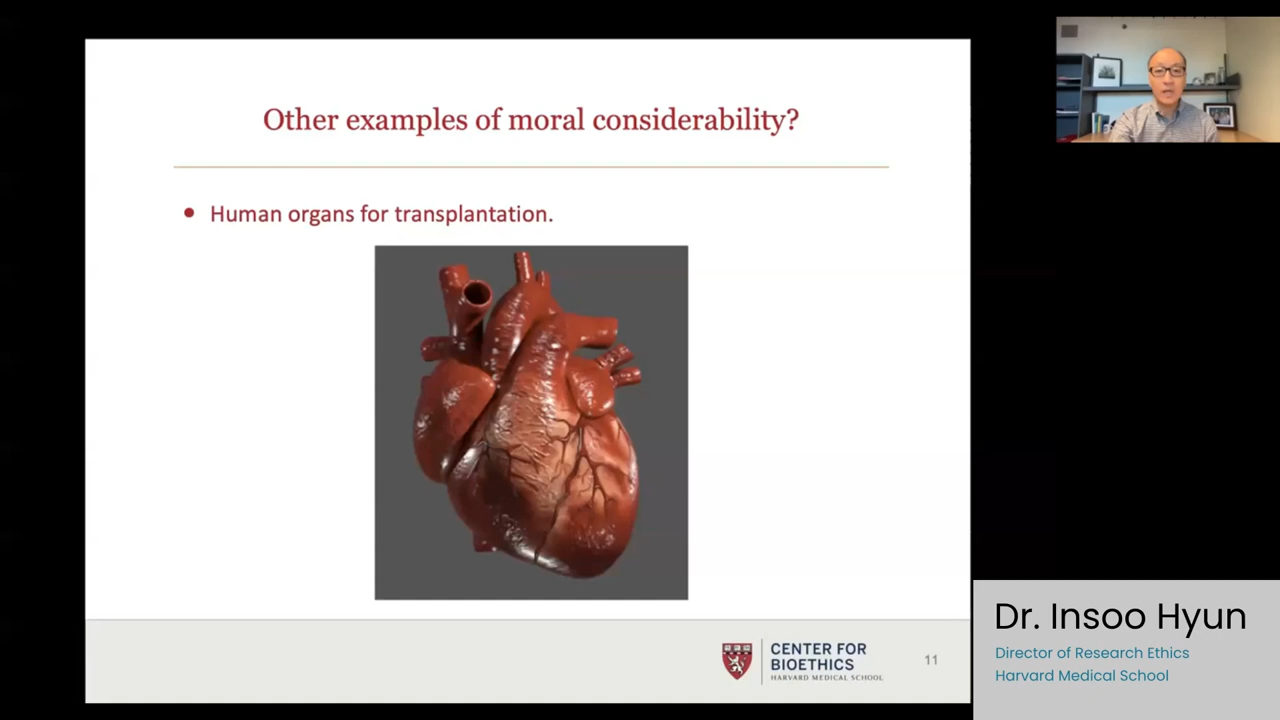 Other examples of moral considerability?
• Human organs for transplantation.
CENTER FOR
BIOETHICS
HARVARD MEDICAL SCHOOL
11
Dr. Insoo Hyun
Director of Research Ethics
Harvard Medical School